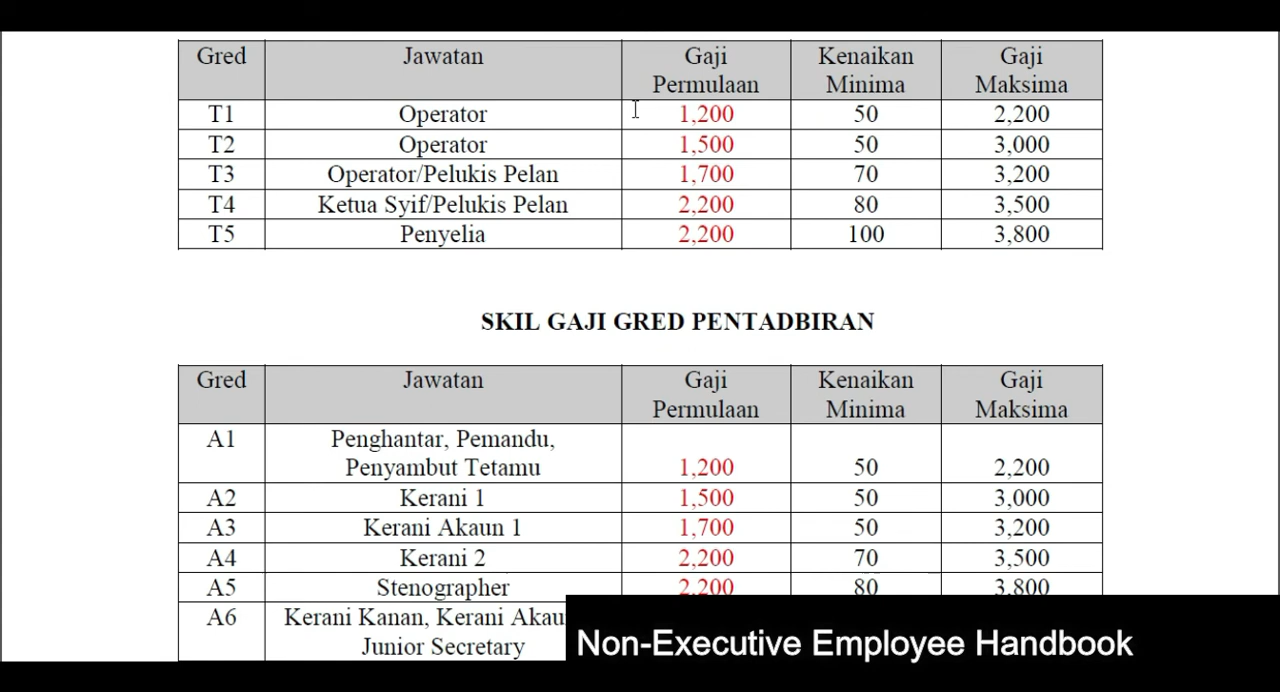 Gred Jawatan Gaji Permulaan Kenaikan Minima Gaji Maksima
T1 Operator 1,200 50 2,200
T2 Operator 1,500 50 3,000
T3 Operator/Pelukis Pelan 1,700 70 3,200
T4 Ketua Syif/Pelukis Pelan 2,200 80 3,500
T5 Penyelia 2,200 100 3,800
SKIL GAJI GRED PENTADBIRAN
Gred Jawatan Gaji Permulaan Kenaikan Minima Gaji Maksima
A1 Penghantar, Pemandu,
Penyambut Tetamu 1,200 50 2,200
A2 Kerani 1 1,500 50 3,000
A3 Kerani Akaun 1 1,700 50 3,200
A4 Kerani 2 2,200 70 3,500
A5 Stenographer 2,200 80 3,800
A6 Kerani Kanan, Kerani
Junior Secretary
Non-Executive Employee Handbook